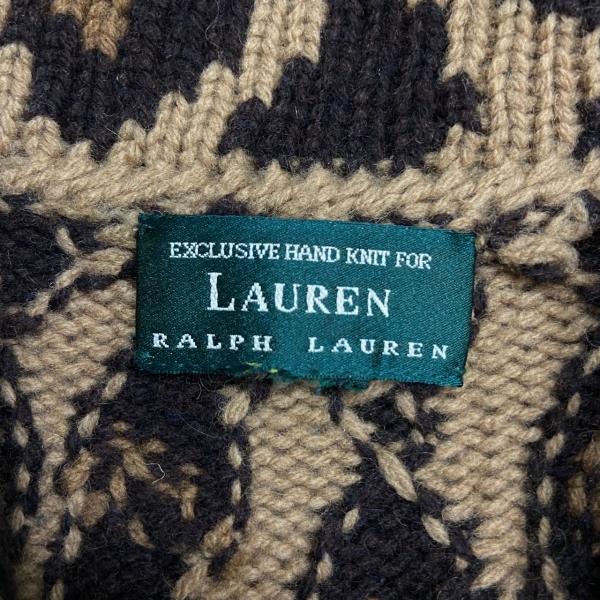 EXCLUSIVE HAND KNIT FOR
LAUREN
RALPH LAUREN